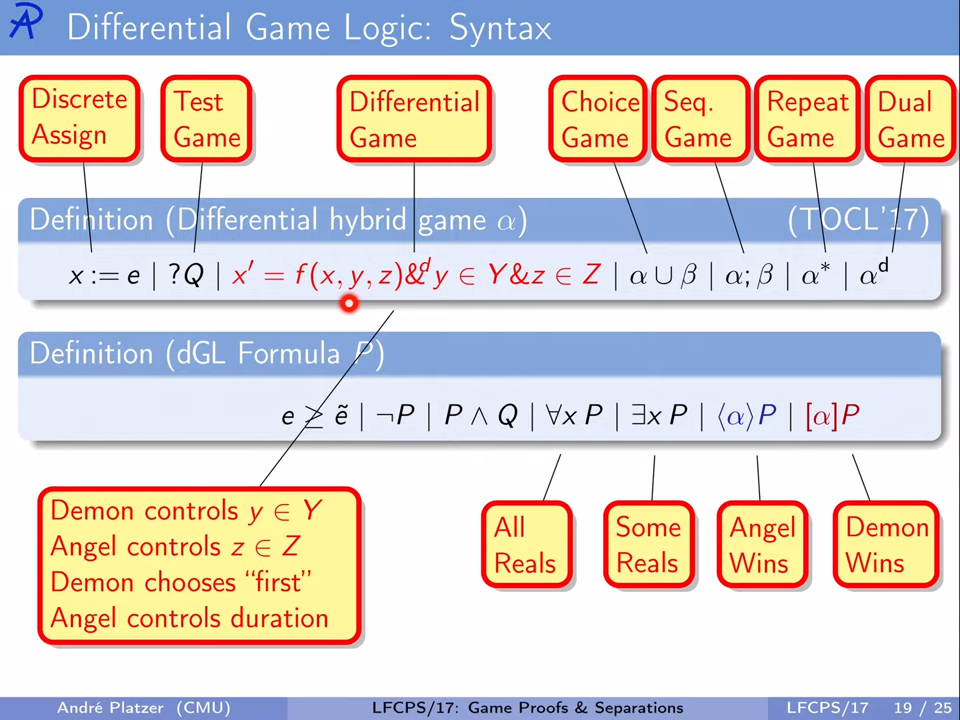 Differential Game Logic: Syntax
Discrete Assign
Test Game
Differential Game
Choice Game
Seq. Game
Repeat Game
Dual Game
Definition (Differential hybrid game α) (TOCL'17)
x := e | ?Q | x′ = f(x, y, z)&ᵈy ∈ Y&z ∈ Z | α ∪ β | α; β | α* | αᵈ
Definition (dGL Formula P)
e ≥ ẽ | ¬P | P ∧ Q | ∀x P | ∃x P | ⟨α⟩P | [α]P
Demon controls y ∈ Y
Angel controls z ∈ Z
Demon chooses “first”
Angel controls duration
All Reals
Some Reals
Angel Wins
Demon Wins
André Platzer (CMU) LFCPS/17: Game Proofs & Separations LFCPS/17 19 / 25